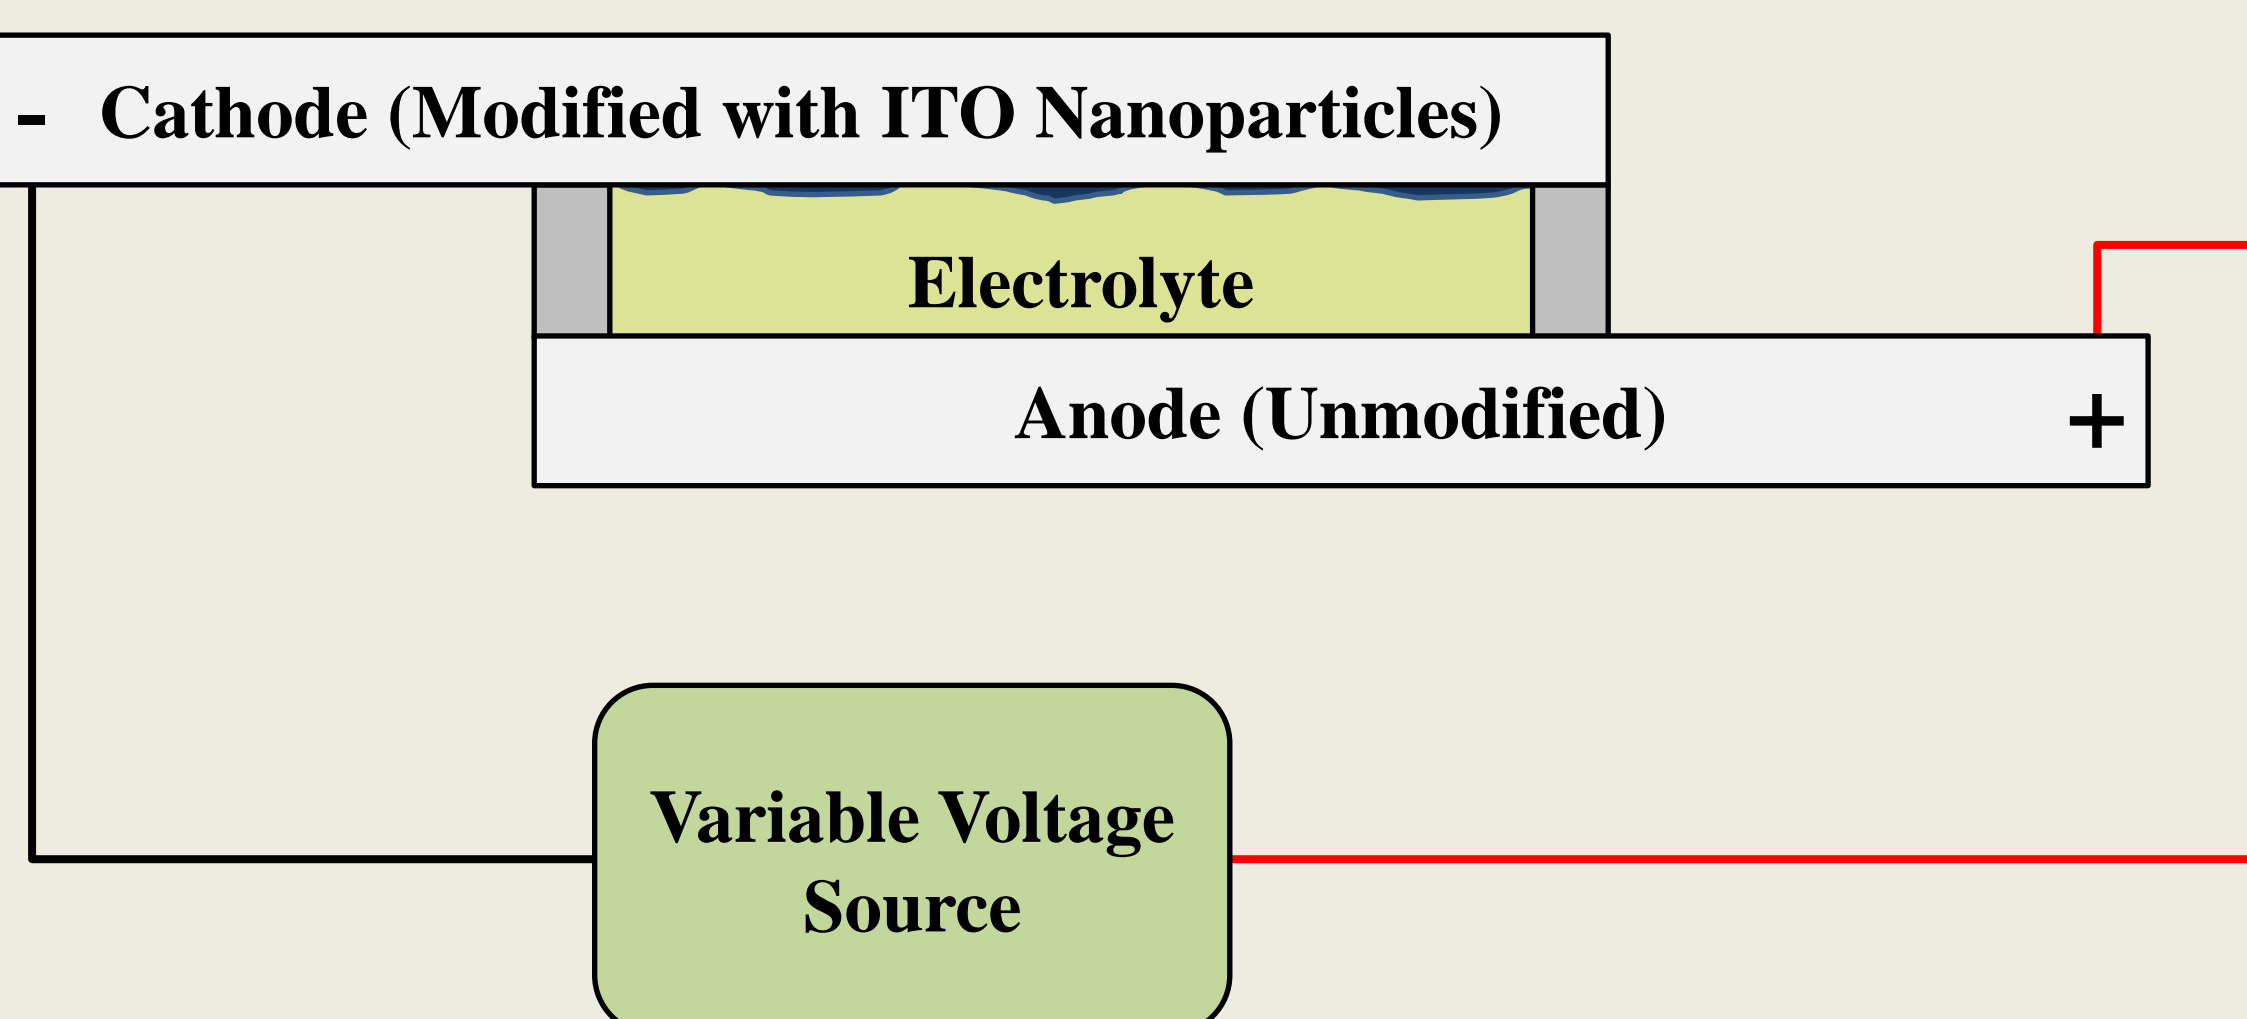 - Cathode (Modified with ITO Nanoparticles)
Electrolyte
Anode (Unmodified) +
Variable Voltage
Source